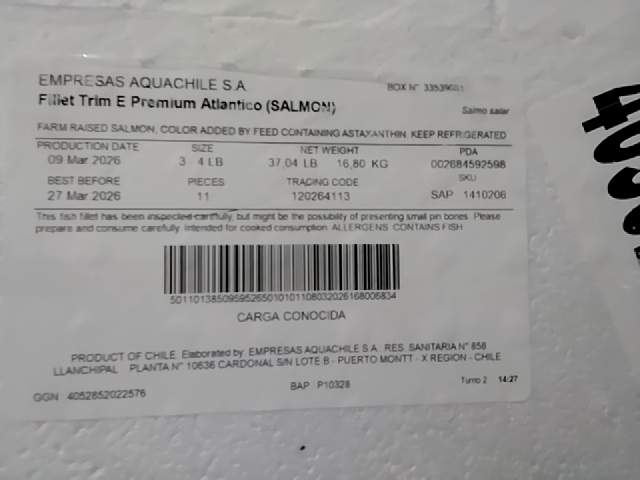 EMPRESAS AQUACHILE S.A.
BOX N° 33539601
Fillet Trim E Premium Atlantico (SALMON)
Salmo salar
FARM RAISED SALMON, COLOR ADDED BY FEED CONTAINING ASTAXANTHIN. KEEP REFRIGERATED
PRODUCTION DATE SIZE NET WEIGHT PDA
09 Mar 2026 3 - 4 LB 37,04 LB 16,80 KG 002684592598
BEST BEFORE PIECES TRACING CODE SKU
27 Mar 2026 11 120264113 SAP 1410206
This fish fillet has been inspected carffully, but might be the possibility of presenting small pin bones. Please
prepare and consume carefully. Intended for cooked consumption. ALLERGENS: CONTAINS FISH
50110138509595265010101108032026168006834
CARGA CONOCIDA
PRODUCT OF CHILE. Elaborated by: EMPRESAS AQUACHILE S.A. RES. SANITARIA N° 858
LLANCHIPAL PLANTA N° 10636 CARDONAL S/N LOTE B - PUERTO MONTT - X REGION - CHILE
GGN 4052852022576
BAP P10328
Turno 2 14:27